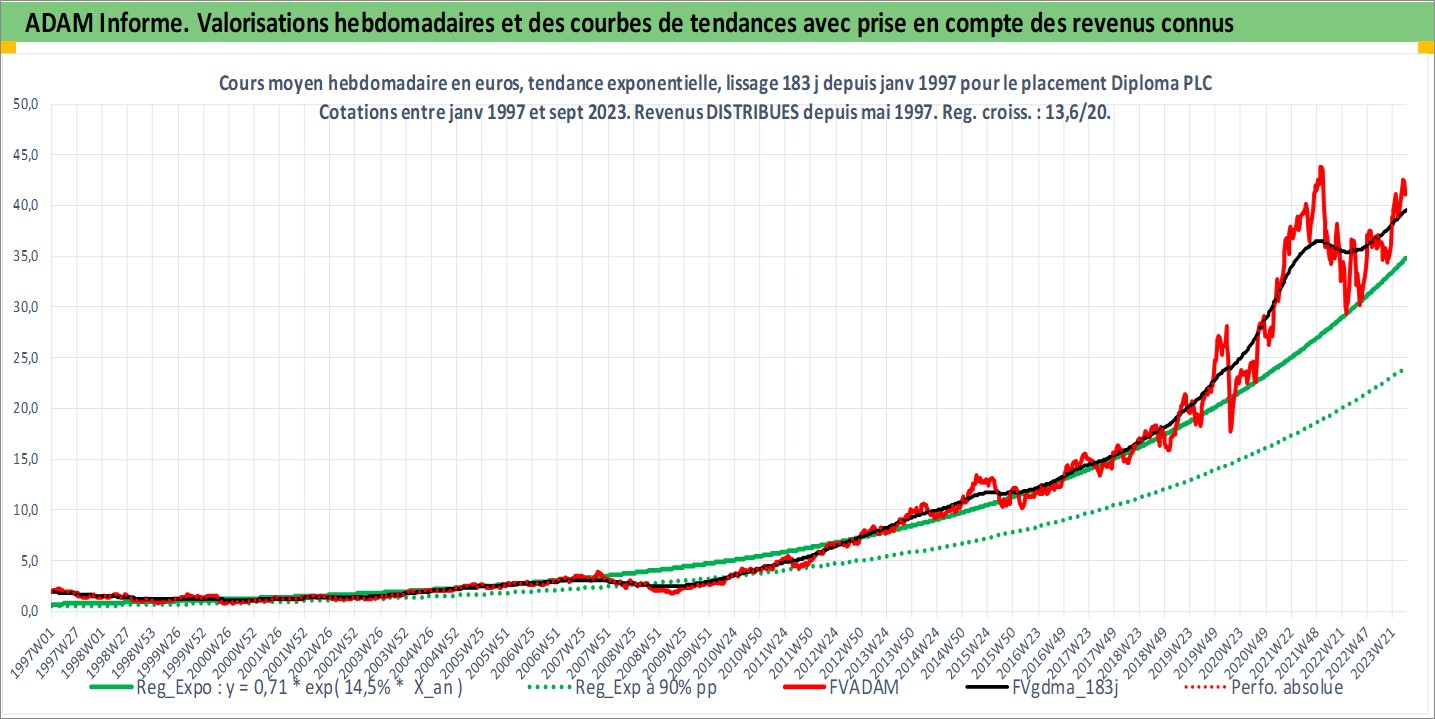 ADAM Informe. Valorisations hebdomadaires et des courbes de tendances avec prise en compte des revenus connus
Cours moyen hebdomadaire en euros, tendance exponentielle, lissage 183 j depuis janv 1997 pour le placement Diploma PLC
Cotations entre janv 1997 et sept 2023. Revenus DISTRIBUES depuis mai 1997. Reg. croiss. : 13,6/20.
50,0
45,0
40,0
35,0
30,0
25,0
20,0
15,0
10,0
5,0
0,0
1997W01 1997W27 1998W01 1998W27 1998W53 1999W26 1999W52 2000W26 2000W52 2001W26 2001W52 2002W26 2002W52 2003W26 2003W52 2004W26 2004W52 2005W25 2005W51 2006W25 2006W51 2007W25 2007W51 2008W25 2008W51 2009W25 2009W51 2010W24 2010W50 2011W24 2011W50 2012W24 2012W50 2013W24 2013W50 2014W24 2014W50 2015W24 2015W50 2016W23 2016W49 2017W23 2017W49 2018W23 2018W49 2019W23 2019W49 2020W23 2020W49 2021W22 2021W48 2022W21 2022W47 2023W21
Reg_Expo : y = 0,71 * exp( 14,5% * X_an ) Reg_Exp à 90% pp FVADAM FVgdma_183j Perfo. absolue